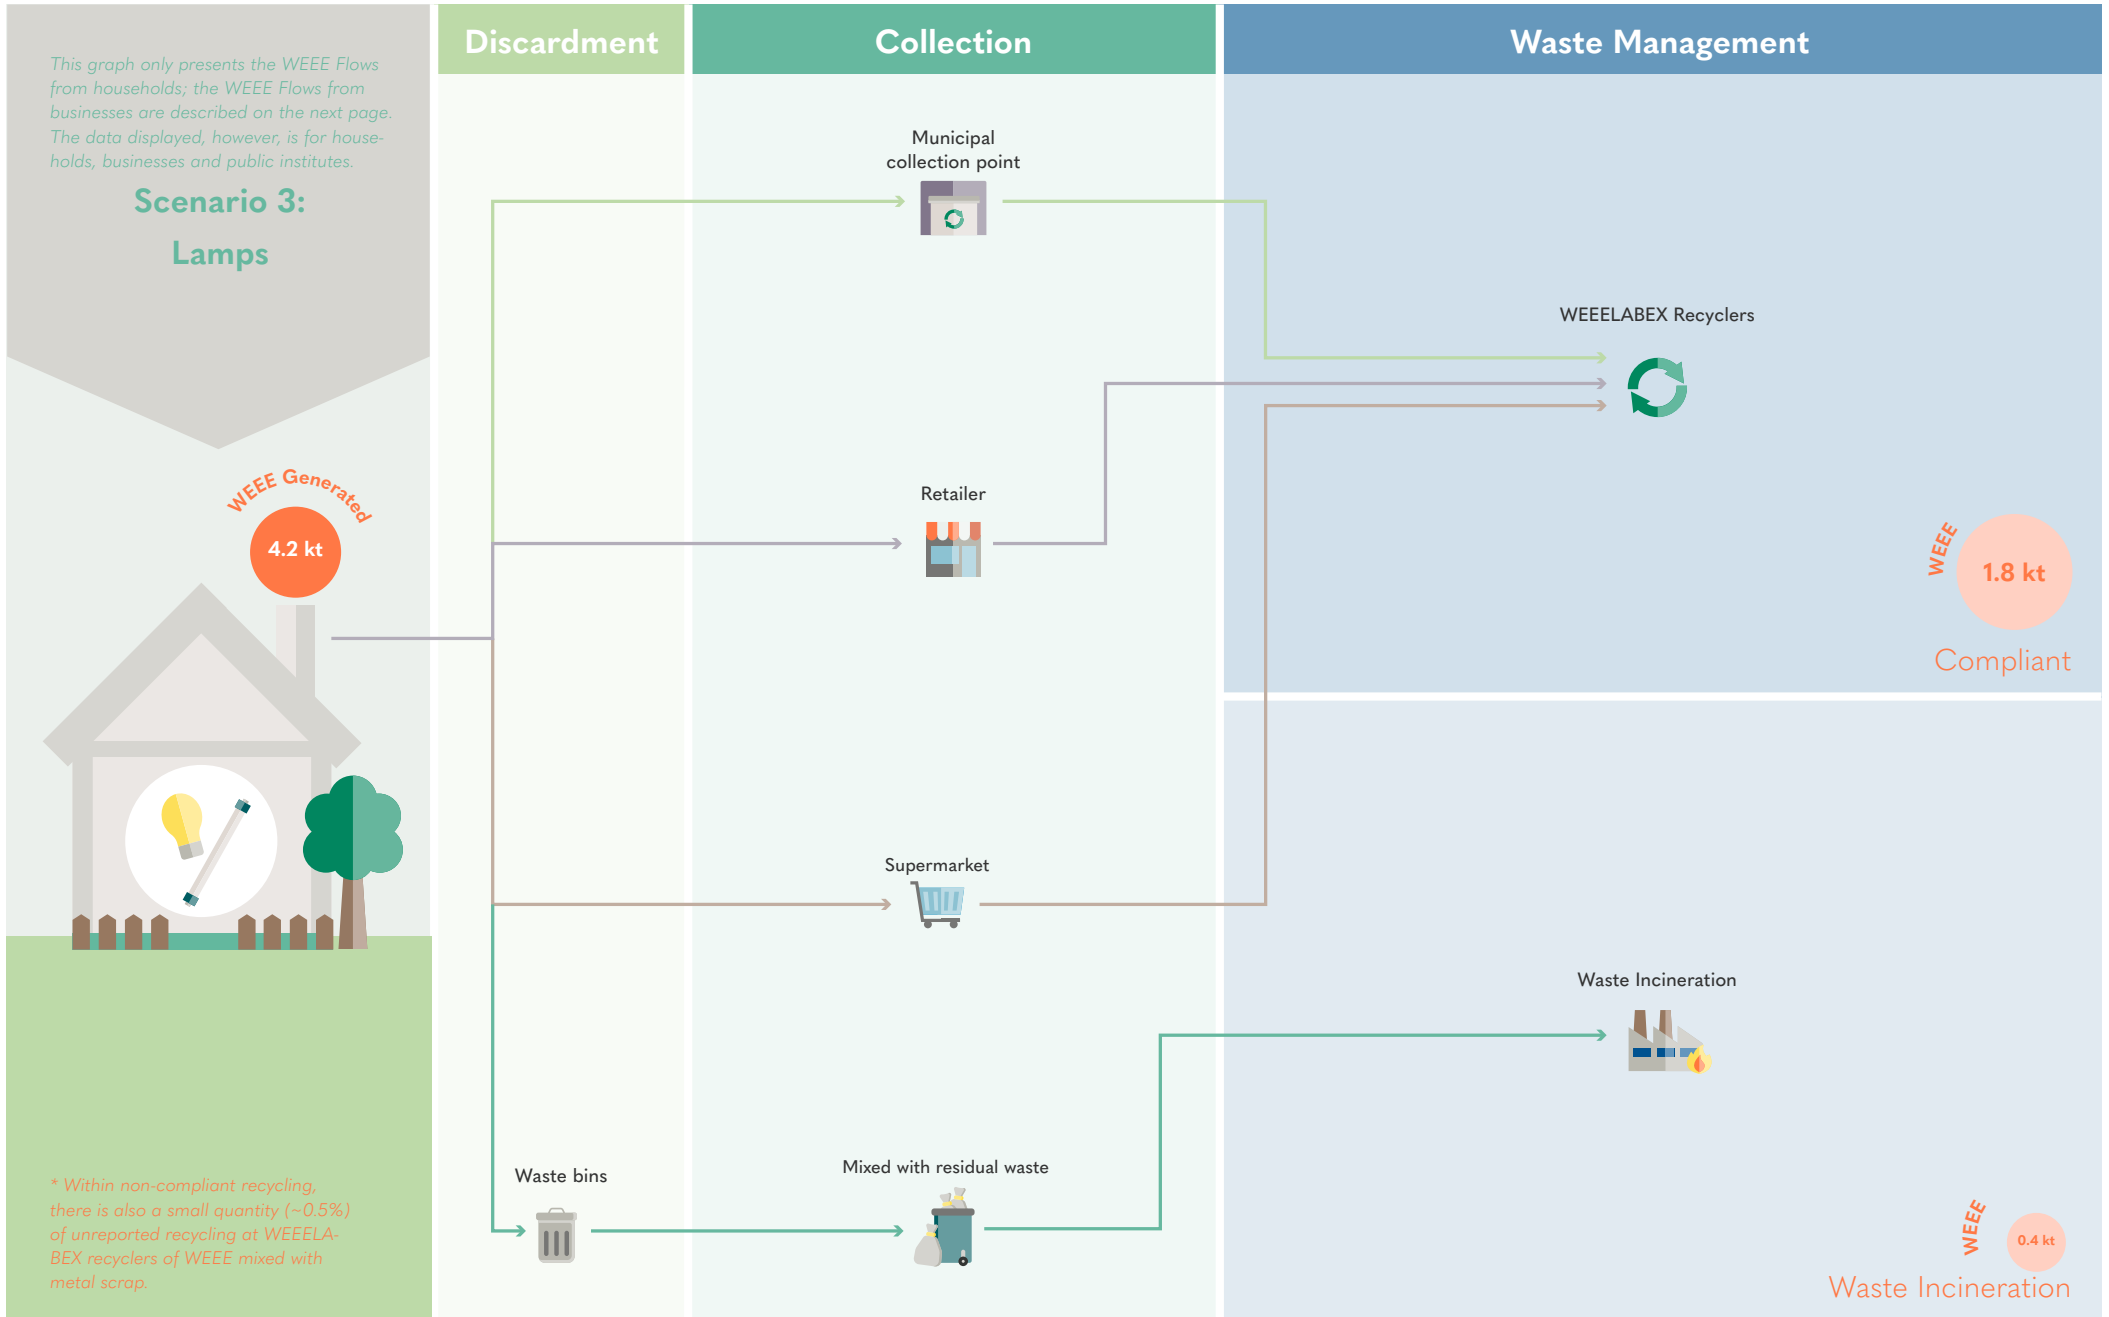 This graph only presents the WEEE Flows
from households; the WEEE Flows from
businesses are described on the next page.
The data displayed, however, is for house-
holds, businesses and public institutes.
Scenario 3:
Lamps
WEEE Generated
4.2 kt
* Within non-compliant recycling,
there is also a small quantity (~0.5%)
of unreported recycling at WEEELA-
BEX recyclers of WEEE mixed with
metal scrap.
Discardment
Waste bins
Collection
Municipal
collection point
Retailer
Supermarket
Mixed with residual waste
Waste Management
WEEELABEX Recyclers
WEEE
1.8 kt
Compliant
Waste Incineration
WEEE
0.4 kt
Waste Incineration